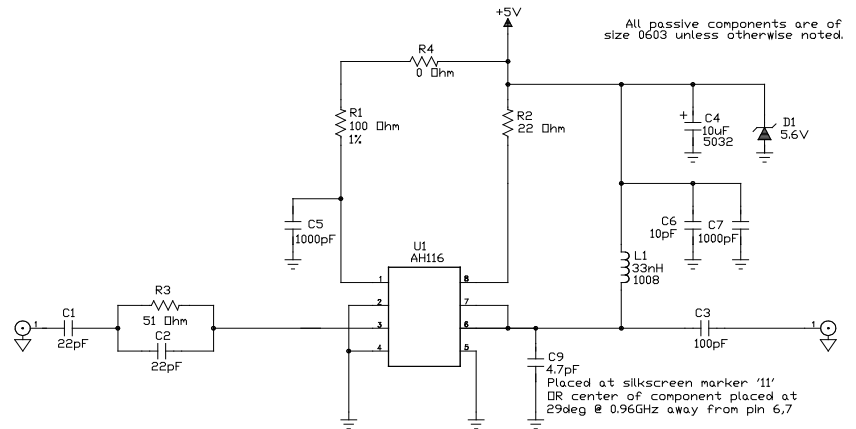 +5V
All passive components are of
size 0603 unless otherwise noted.
R4
0 Ohm
R1
100 Ohm
1%
R2
22 Ohm
+
C4
10uF
5032
D1
5.6V
C5
1000pF
C6
10pF
C7
1000pF
U1
AH116
L1
33nH
1008
1
2
3
4
8
7
6
5
C1
22pF
R3
51 Ohm
C2
22pF
C3
100pF
1
1
C9
4.7pF
Placed at silkscreen marker '11'
OR center of component placed at
29deg @ 0.96GHz away from pin 6,7